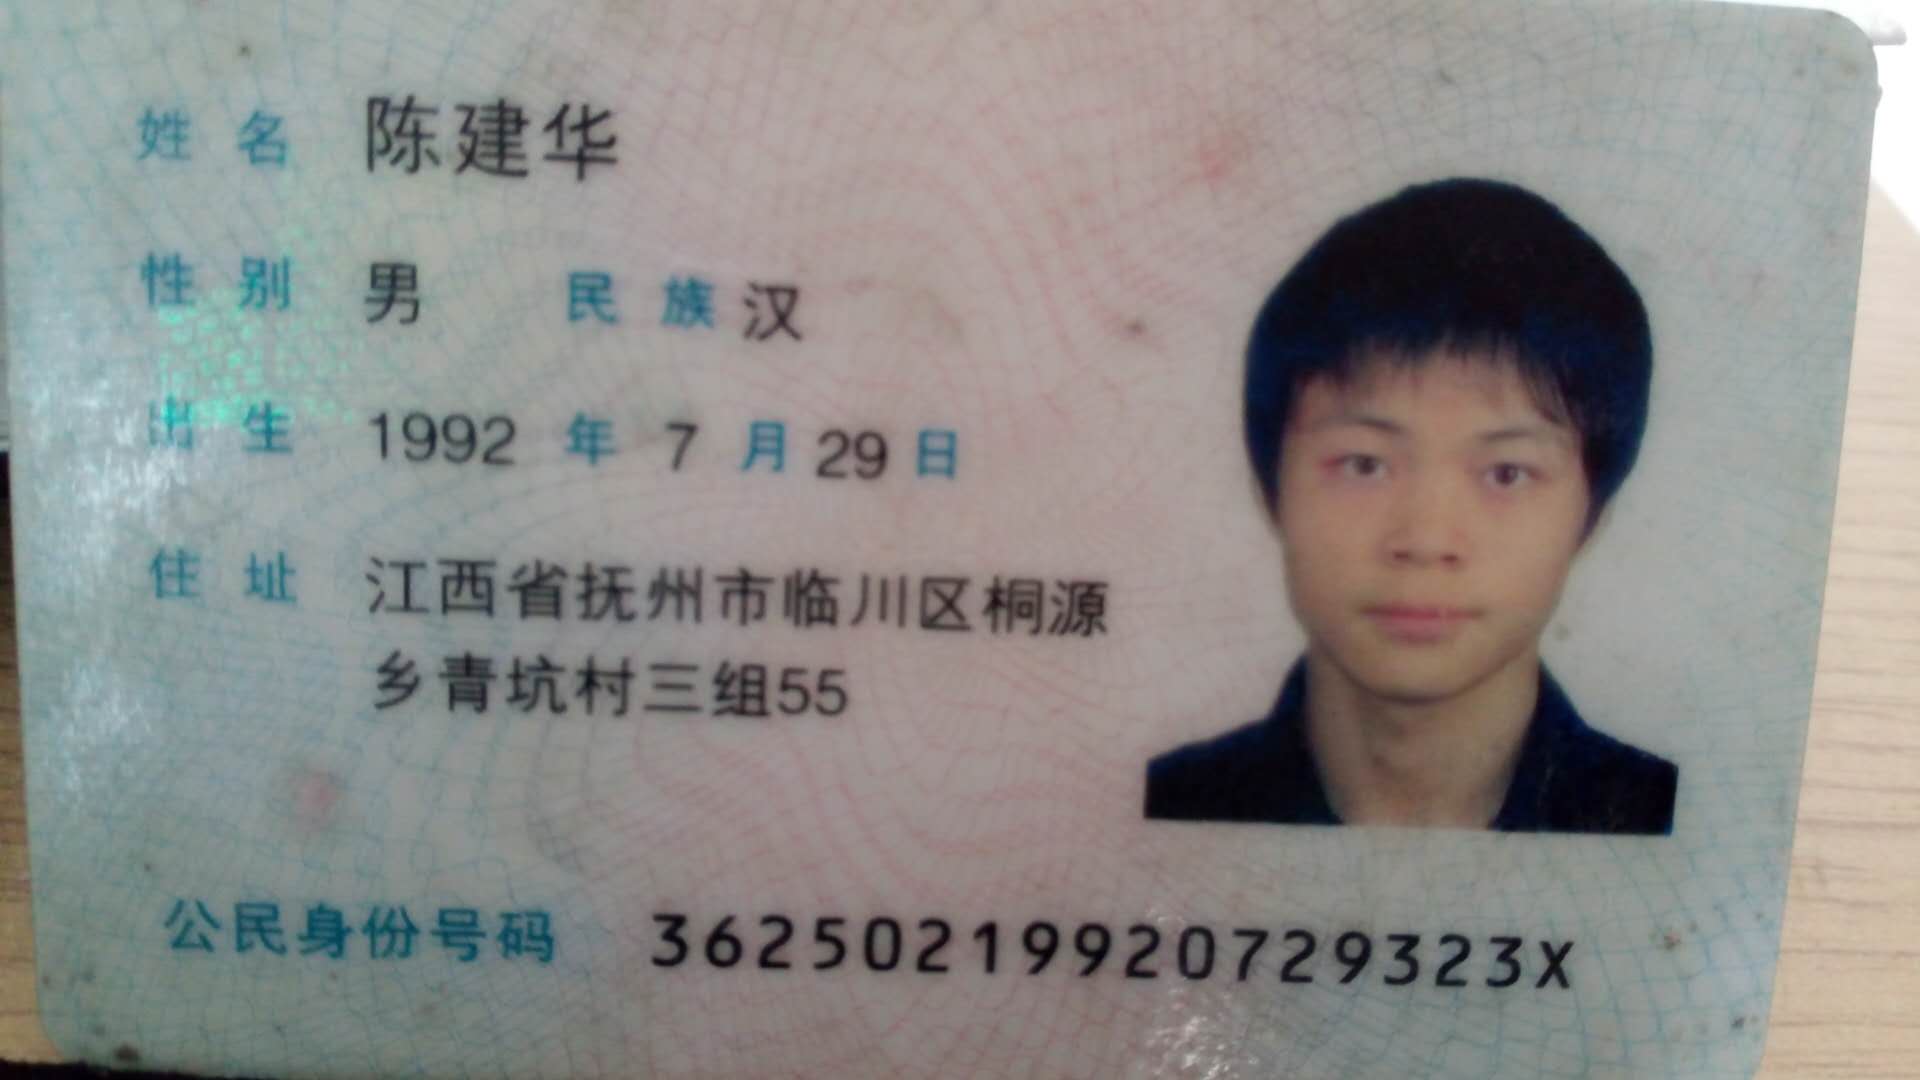 姓名 陈建华
性别 男 民族 汉
出生 1992 年 7 月 29 日
住址 江西省抚州市临川区桐源
乡青坑村三组55
公民身份号码 36250219920729323X